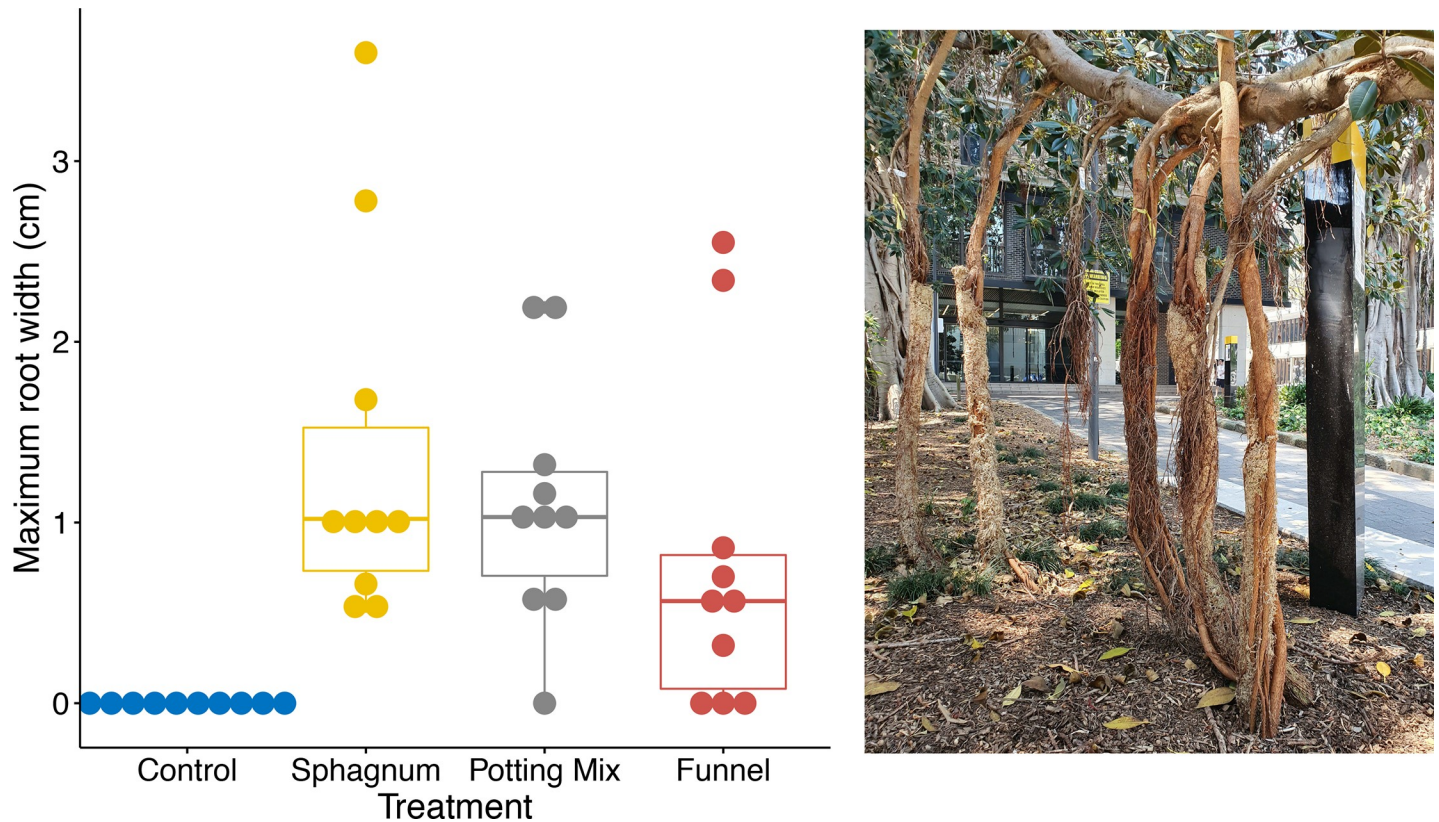 Maximum root width (cm)
3
2
1
0
Control
Sphagnum
Potting Mix
Funnel
Treatment